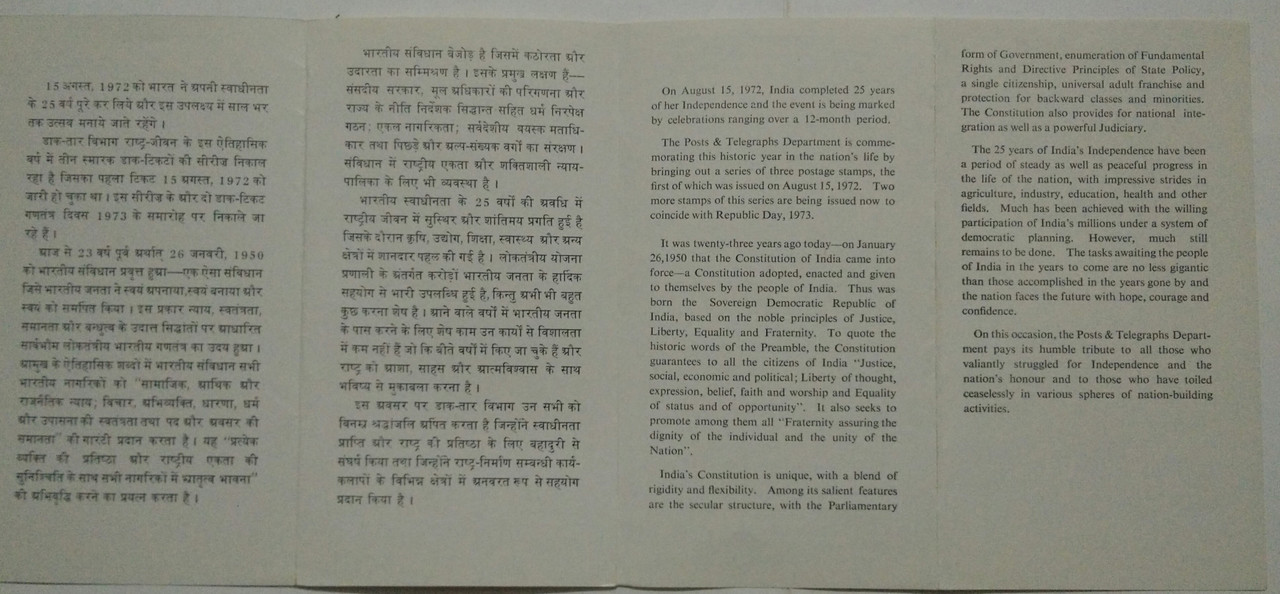 15 अगस्त, 1972 को भारत ने अपनी स्वाधीनता
के 25 वर्ष पूरे कर लिये और इस उपलक्ष्य में साल भर
तक उत्सव मनाये जाते रहेंगे ।
डाक-तार विभाग राष्ट्र-जीवन के इस ऐतिहासिक
वर्ष में तीन स्मारक डाक-टिकटों की सीरीज निकाल
रहा है जिसका पहला टिकट 15 अगस्त, 1972 को
जारी हो चुका था । इस सीरीज के और दो डाक-टिकट
गणतंत्र दिवस 1973 के समारोह पर निकाले जा
रहे हैं ।
आज से 23 वर्ष पूर्व अर्थात् 26 जनवरी, 1950
को भारतीय संविधान प्रवृत्त हुआ—एक ऐसा संविधान
जिसे भारतीय जनता ने स्वयं अपनाया, स्वयं बनाया और
स्वयं को समर्पित किया । इस प्रकार न्याय, स्वतंत्रता,
समानता और बन्धुत्व के उदात्त सिद्धांतों पर आधारित
सार्वभौम लोकतंत्रीय भारतीय गणतंत्र का उदय हुआ ।
आमुख के ऐतिहासिक शब्दों में भारतीय संविधान सभी
भारतीय नागरिकों को "सामाजिक, आर्थिक और
राजनैतिक न्याय; विचार, अभिव्यक्ति, धारणा, धर्म
और उपासना की स्वतंत्रता तथा पद और अवसर की
समानता" की गारंटी प्रदान करता है । यह "प्रत्येक
व्यक्ति की प्रतिष्ठा और राष्ट्रीय एकता की
सुनिश्चिति के साथ सभी नागरिकों में भ्रातृत्व भावना"
की अभिवृद्धि करने का प्रयत्न करता है ।
भारतीय संविधान बेजोड़ है जिसमें कठोरता और
उदारता का सम्मिश्रण है । इसके प्रमुख लक्षण हैं—
संसदीय सरकार, मूल अधिकारों की परिगणना और
राज्य के नीति निर्देशक सिद्धान्त सहित धर्म निरपेक्ष
गठन; एकल नागरिकता; सर्वदेशीय वयस्क मताधि-
कार तथा पिछड़े और अल्प-संख्यक वर्गों का संरक्षण ।
संविधान में राष्ट्रीय एकता और शक्तिशाली न्याय-
पालिका के लिए भी व्यवस्था है ।
भारतीय स्वाधीनता के 25 वर्षों की अवधि में
राष्ट्रीय जीवन में सुस्थिर और शांतिमय प्रगति हुई है
जिसके दौरान कृषि, उद्योग, शिक्षा, स्वास्थ्य और अन्य
क्षेत्रों में शानदार पहल की गई है । लोकतंत्रीय योजना
प्रणाली के अंतर्गत करोड़ों भारतीय जनता के हार्दिक
सहयोग से भारी उपलब्धि हुई है, किन्तु अभी भी बहुत
कुछ करना शेष है । आने वाले वर्षों में भारतीय जनता
के पास करने के लिए शेष काम उन कार्यों से विशालता
में कम नहीं हैं जो कि बीते वर्षों में किए जा चुके हैं और
राष्ट्र को आशा, साहस और आत्मविश्वास के साथ
भविष्य से मुकाबला करना है ।
इस अवसर पर डाक-तार विभाग उन सभी को
विनम्र श्रद्धांजलि अर्पित करता है जिन्होंने स्वाधीनता
प्राप्ति और राष्ट्र की प्रतिष्ठा के लिए बहादुरी से
संघर्ष किया तथा जिन्होंने राष्ट्र-निर्माण सम्बन्धी कार्य-
कलापों के विभिन्न क्षेत्रों में अनवरत रूप से सहयोग
प्रदान किया है ।
On August 15, 1972, India completed 25 years
of her Independence and the event is being marked
by celebrations ranging over a 12-month period.
The Posts & Telegraphs Department is comme-
morating this historic year in the nation's life by
bringing out a series of three postage stamps, the
first of which was issued on August 15, 1972. Two
more stamps of this series are being issued now to
coincide with Republic Day, 1973.
It was twenty-three years ago today—on January
26,1950 that the Constitution of India came into
force—a Constitution adopted, enacted and given
to themselves by the people of India. Thus was
born the Sovereign Democratic Republic of
India, based on the noble principles of Justice,
Liberty, Equality and Fraternity. To quote the
historic words of the Preamble, the Constitution
guarantees to all the citizens of India "Justice,
social, economic and political; Liberty of thought,
expression, belief, faith and worship and Equality
of status and of opportunity". It also seeks to
promote among them all "Fraternity assuring the
dignity of the individual and the unity of the
Nation".
India's Constitution is unique, with a blend of
rigidity and flexibility. Among its salient features
are the secular structure, with the Parliamentary
form of Government, enumeration of Fundamental
Rights and Directive Principles of State Policy,
a single citizenship, universal adult franchise and
protection for backward classes and minorities.
The Constitution also provides for national inte-
gration as well as a powerful Judiciary.
The 25 years of India's Independence have been
a period of steady as well as peaceful progress in
the life of the nation, with impressive strides in
agriculture, industry, education, health and other
fields. Much has been achieved with the willing
participation of India's millions under a system of
democratic planning. However, much still
remains to be done. The tasks awaiting the people
of India in the years to come are no less gigantic
than those accomplished in the years gone by and
the nation faces the future with hope, courage and
confidence.
On this occasion, the Posts & Telegraphs Depart-
ment pays its humble tribute to all those who
valiantly struggled for Independence and the
nation's honour and to those who have toiled
ceaselessly in various spheres of nation-building
activities.